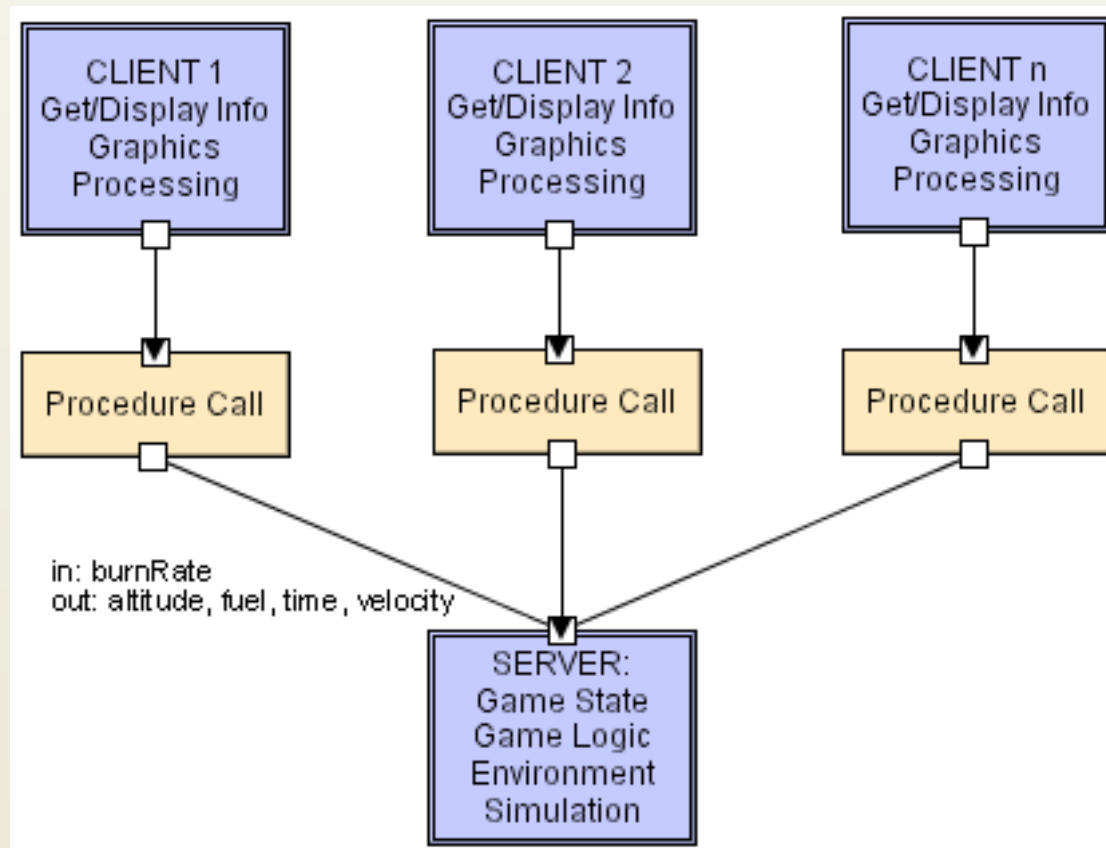 CLIENT 1
Get/Display Info
Graphics
Processing
CLIENT 2
Get/Display Info
Graphics
Processing
CLIENT n
Get/Display Info
Graphics
Processing
Procedure Call
Procedure Call
Procedure Call
in: burnRate
out: altitude, fuel, time, velocity
SERVER:
Game State
Game Logic
Environment
Simulation